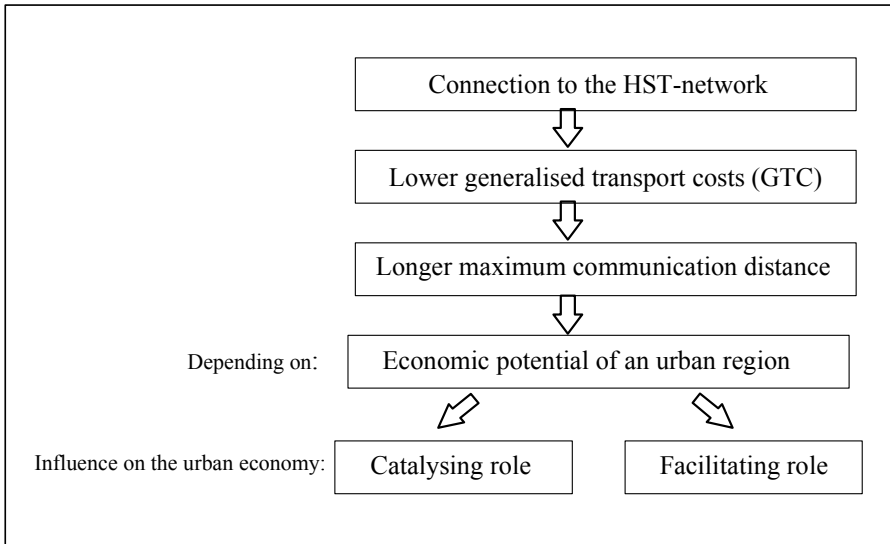 Connection to the HST-network
Lower generalised transport costs (GTC)
Longer maximum communication distance
Depending on: Economic potential of an urban region
Influence on the urban economy: Catalysing role Facilitating role